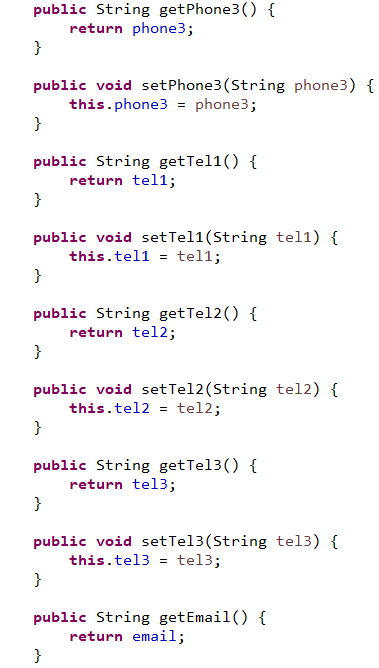 public String getPhone3() {
return phone3;
}
public void setPhone3(String phone3) {
this.phone3 = phone3;
}
public String getTel1() {
return tel1;
}
public void setTel1(String tel1) {
this.tel1 = tel1;
}
public String getTel2() {
return tel2;
}
public void setTel2(String tel2) {
this.tel2 = tel2;
}
public String getTel3() {
return tel3;
}
public void setTel3(String tel3) {
this.tel3 = tel3;
}
public String getEmail() {
return email;
}